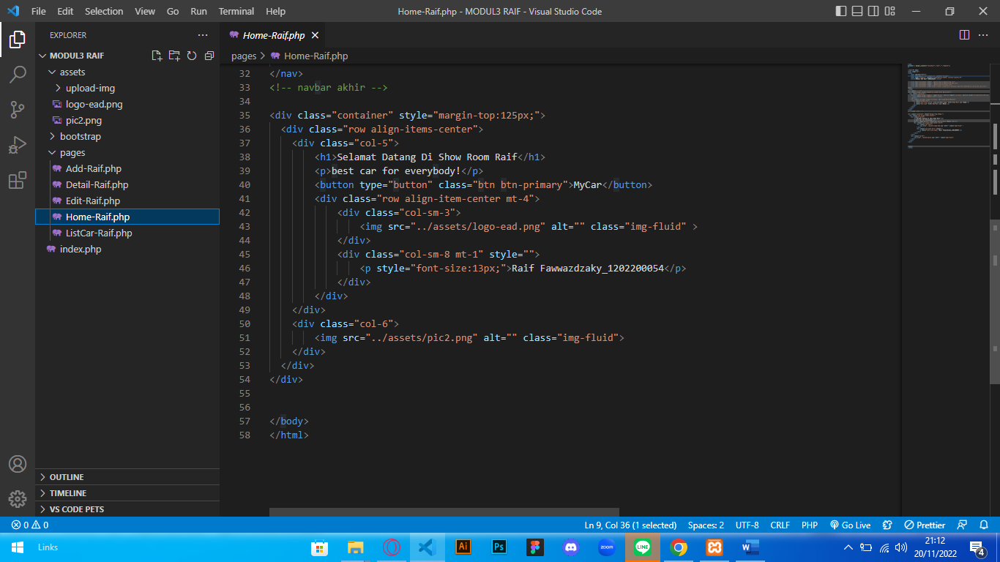 File Edit Selection View Go Run Terminal Help Home-Raif.php - MODUL3 RAIF - Visual Studio Code
EXPLORER
MODUL3 RAIF
assets
upload-img
logo-ead.png
pic2.png
bootstrap
pages
Add-Raif.php
Detail-Raif.php
Edit-Raif.php
Home-Raif.php
ListCar-Raif.php
index.php
OUTLINE
TIMELINE
VS CODE PETS
Home-Raif.php
pages > Home-Raif.php
32 </nav>
33 <!-- navbar akhir -->
34
35 <div class="container" style="margin-top:125px;">
36 <div class="row align-items-center">
37 <div class="col-5">
38 <h1>Selamat Datang Di Show Room Raif</h1>
39 <p>best car for everybody!</p>
40 <button type="button" class="btn btn-primary">MyCar</button>
41 <div class="row align-item-center mt-4">
42 <div class="col-sm-3">
43 <img src="../assets/logo-ead.png" alt="" class="img-fluid" >
44 </div>
45 <div class="col-sm-8 mt-1" style="">
46 <p style="font-size:13px;">Raif Fawwazdzaky_1202200054</p>
47 </div>
48 </div>
49 </div>
50 <div class="col-6">
51 <img src="../assets/pic2.png" alt="" class="img-fluid">
52 </div>
53 </div>
54 </div>
55
56
57 </body>
58 </html>
0 0 Ln 9, Col 36 (1 selected) Spaces: 2 UTF-8 CRLF PHP Go Live Prettier
Links Ai Ps zoom LINE W 21:12
20/11/2022 4